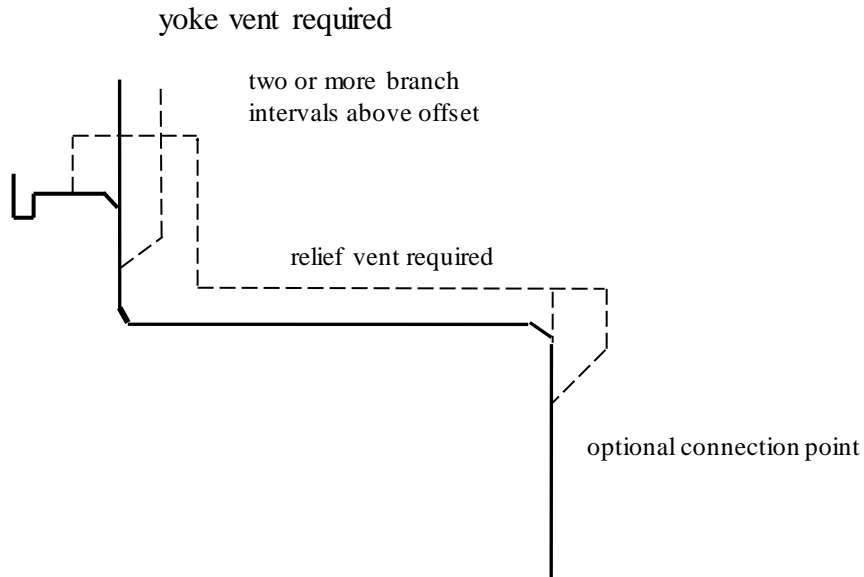 yoke vent required
two or more branch
intervals above offset
relief vent required
optional connection point